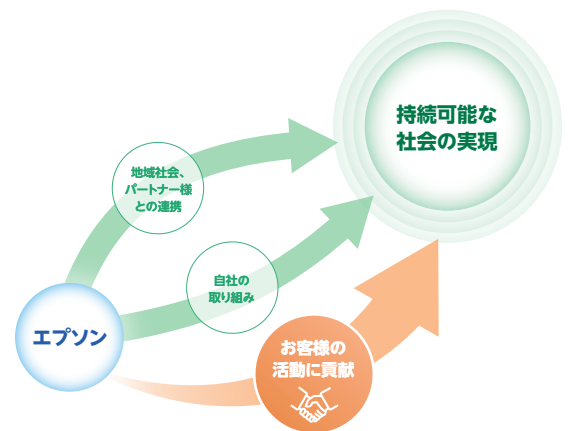 持続可能な
社会の実現
地域社会、
パートナー様
との連携
自社の
取り組み
エプソン
お客様の
活動に貢献